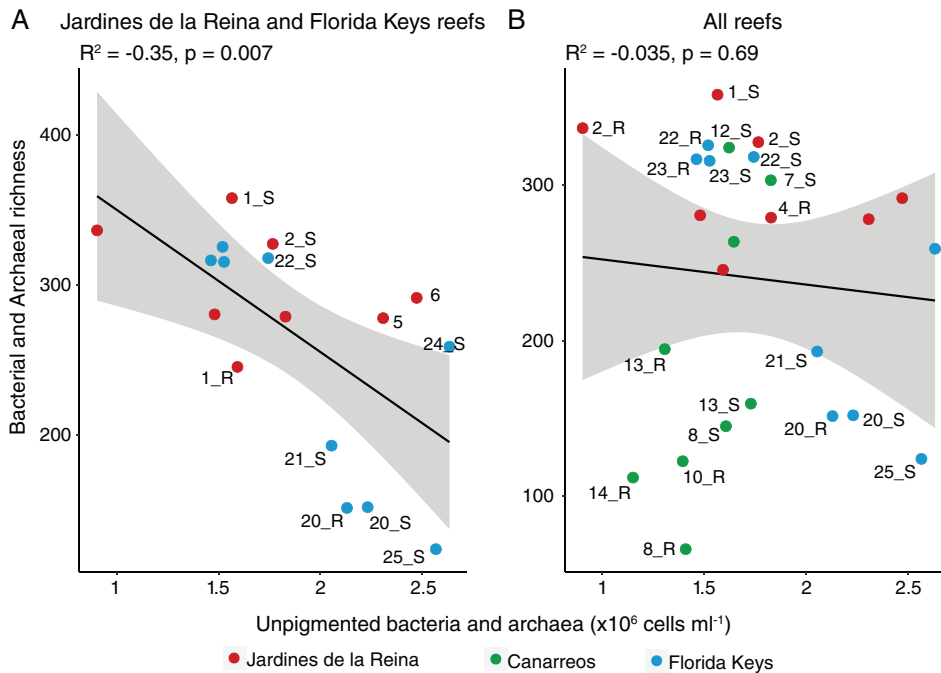 A Jardines de la Reina and Florida Keys reefs
R² = -0.35, p = 0.007
Bacterial and Archaeal richness
400
300
200
1_S
2_S
22_S
6
5
24_S
1_R
21_S
20_R
20_S
25_S
1
1.5
2
2.5
B All reefs
R² = -0.035, p = 0.69
300
200
100
1_S
2_R
22_R
12_S
2_S
23_R
23_S
22_S
7_S
4_R
13_R
21_S
13_S
8_S
20_R
20_S
10_R
25_S
14_R
8_R
1
1.5
2
2.5
Unpigmented bacteria and archaea (x10⁶ cells ml⁻¹)
Jardines de la Reina Canarreos Florida Keys